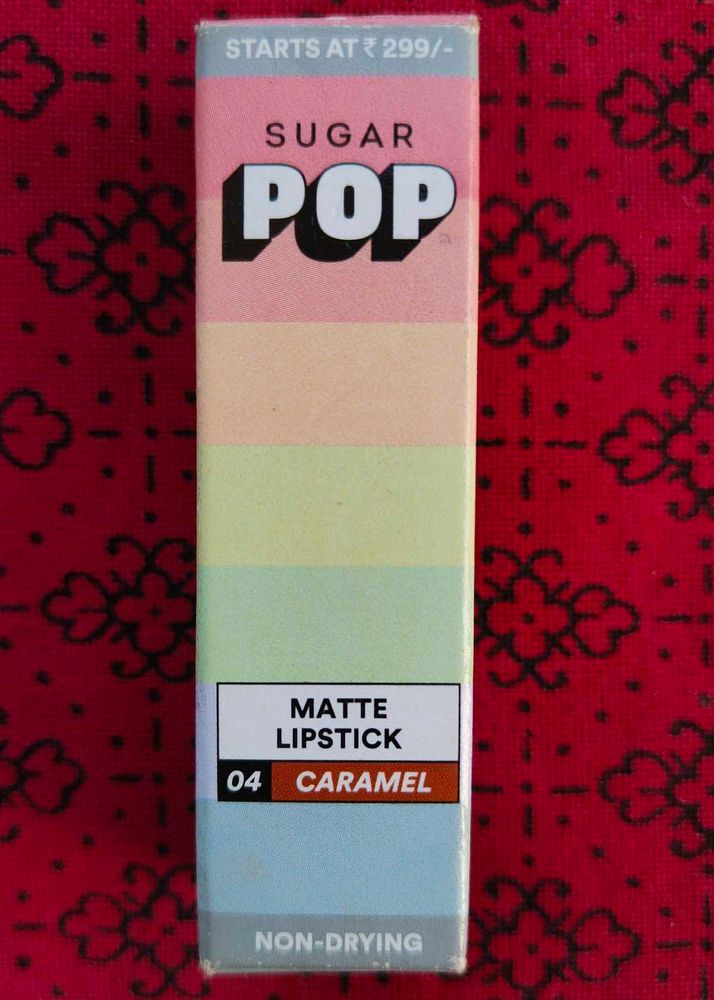 STARTS AT ₹ 299/-
SUGAR
POP
MATTE
LIPSTICK
04 CARAMEL
NON-DRYING